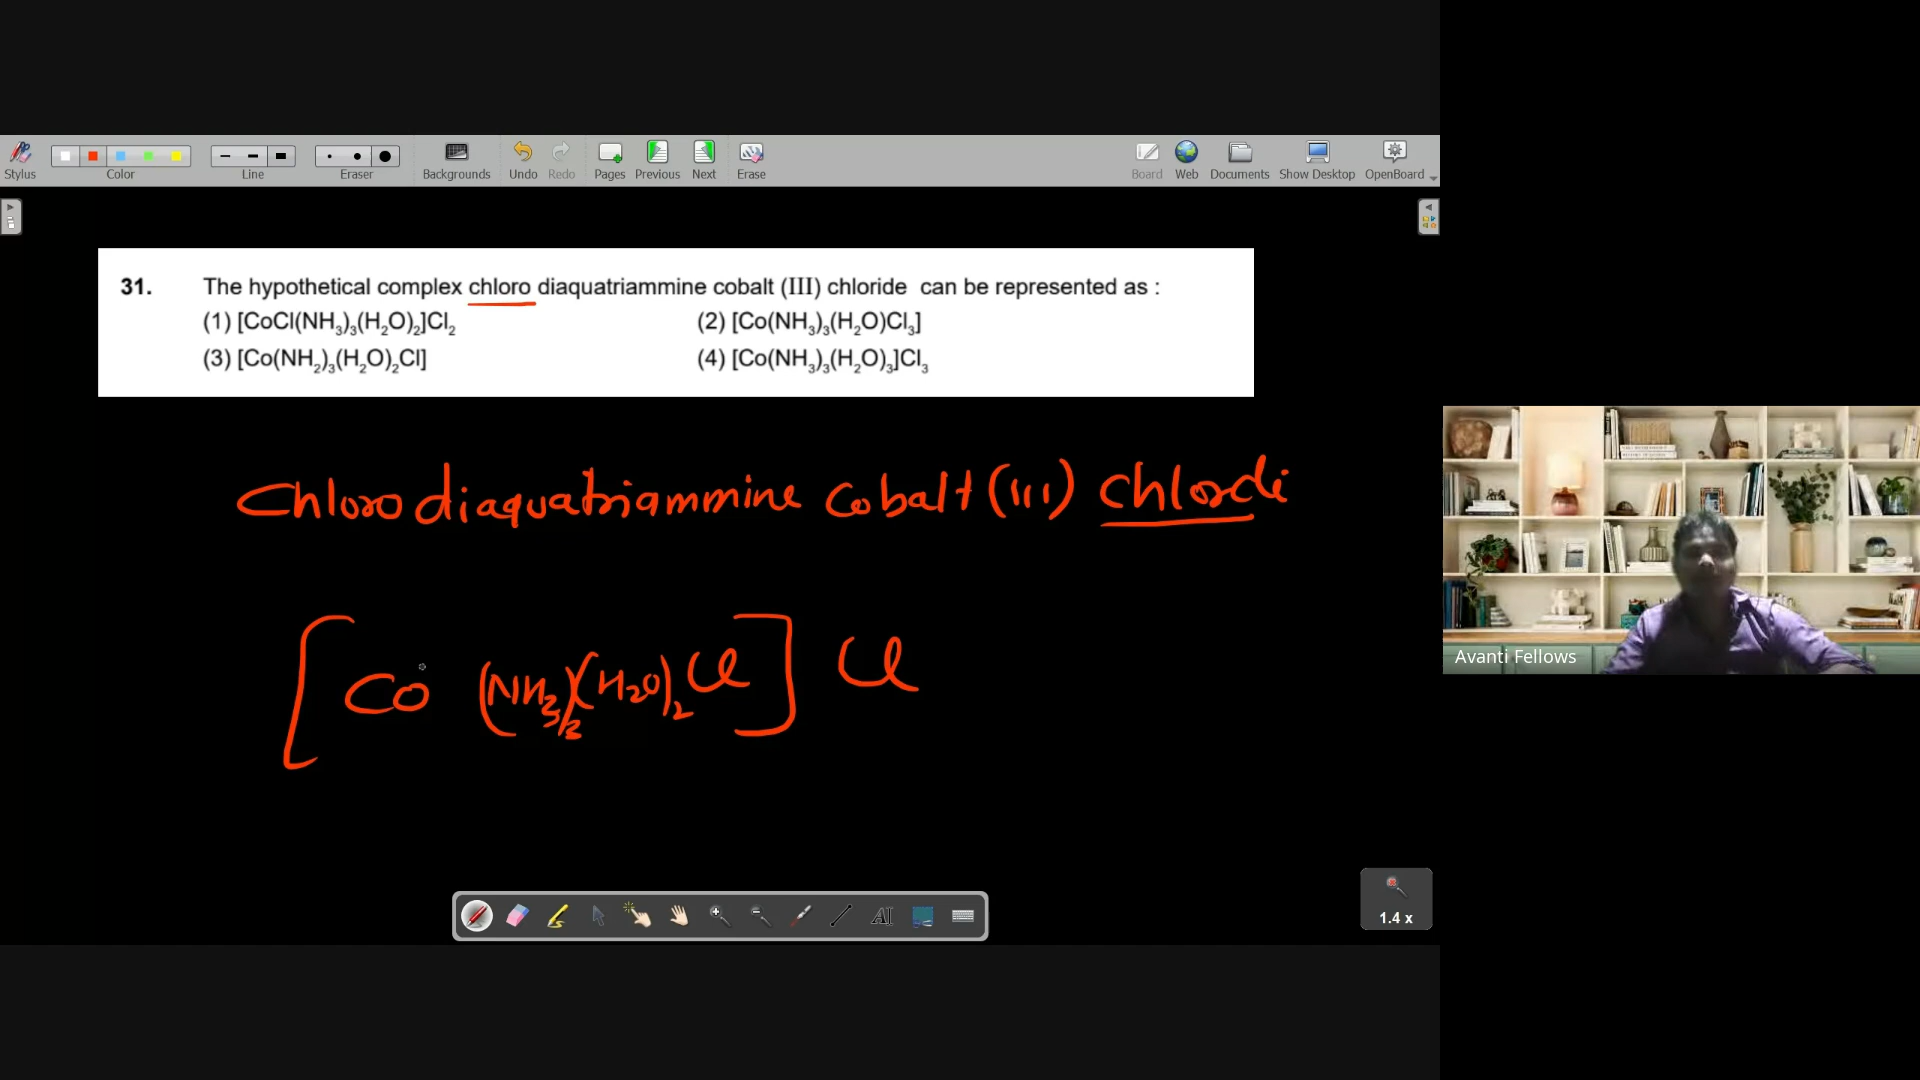 Stylus Color Line Eraser Backgrounds Undo Redo Pages Previous Next Erase Board Web Documents Show Desktop OpenBoard
31. The hypothetical complex chloro diaquatriammine cobalt (III) chloride can be represented as :
(1) [CoCl(NH₃)₃(H₂O)₂]Cl₂ (2) [Co(NH₃)₃(H₂O)Cl₃]
(3) [Co(NH₂)₃(H₂O)₂Cl] (4) [Co(NH₃)₃(H₂O)₃]Cl₃
Chloro diaquatriammine Cobalt (III) Chlordi
[Co (NH₃)₃(H₂O)₂Cl] Cl
Avanti Fellows
AI
1.4 x